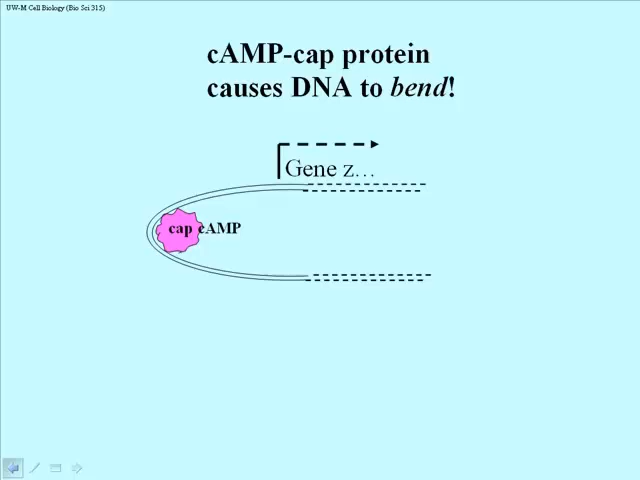 UW-M Cell Biology (Bio Sci 315)
cAMP-cap protein
causes DNA to bend!
Gene z...
cap cAMP